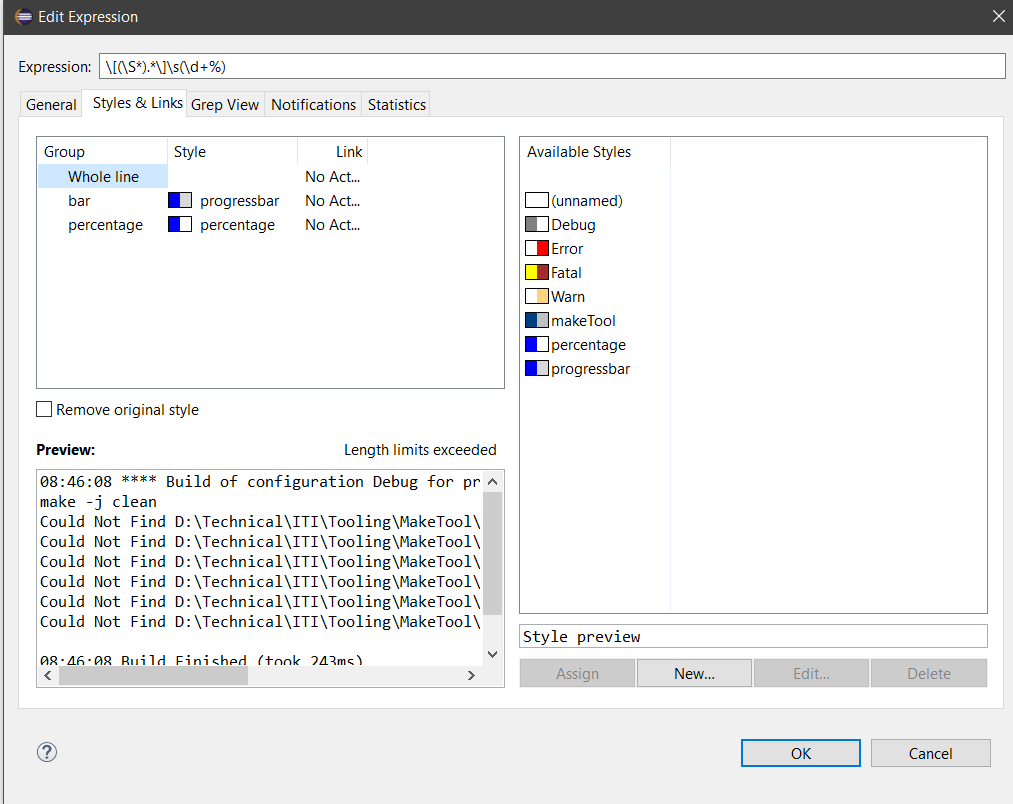 Edit Expression
Expression: \[(\S*).*\]\s(\d+%)
General Styles & Links Grep View Notifications Statistics
Group Style Link
Whole line No Act...
bar progressbar No Act...
percentage percentage No Act...
Remove original style
Preview: Length limits exceeded
08:46:08 **** Build of configuration Debug for pr
make -j clean
Could Not Find D:\Technical\ITI\Tooling\MakeTool\
Could Not Find D:\Technical\ITI\Tooling\MakeTool\
Could Not Find D:\Technical\ITI\Tooling\MakeTool\
Could Not Find D:\Technical\ITI\Tooling\MakeTool\
Could Not Find D:\Technical\ITI\Tooling\MakeTool\
Could Not Find D:\Technical\ITI\Tooling\MakeTool\
08:46:08 Build Finished (took 243ms)
Available Styles
(unnamed)
Debug
Error
Fatal
Warn
makeTool
percentage
progressbar
Style preview
Assign New... Edit... Delete
?
OK Cancel